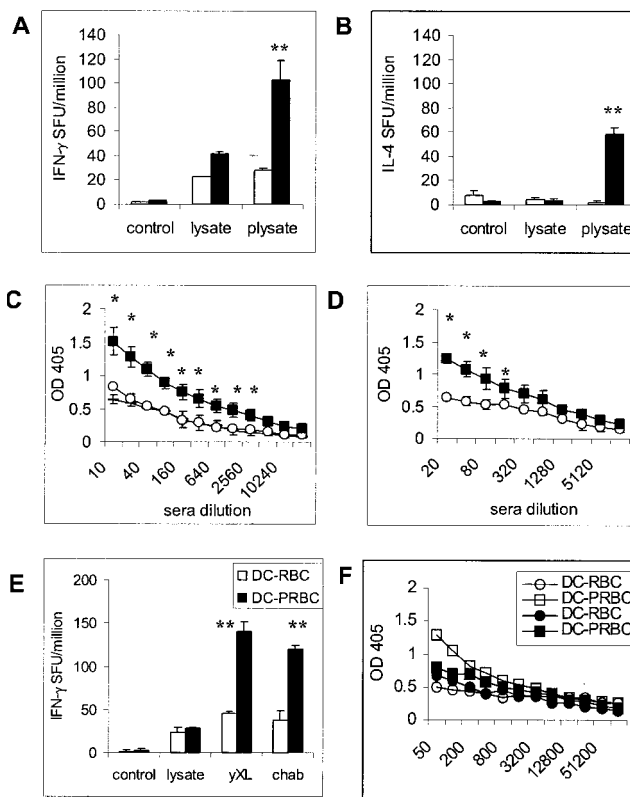 A
B
IFN-γ SFU/million
120
100
80
60
40
20
0
**
control lysate plysate
IL-4 SFU/million
120
100
80
60
40
20
0
**
control lysate plysate
C
D
OD 405
2
1.5
1
0.5
0
* * * * * * * * *
10 40 160 640 2560 10240
sera dilution
OD 405
2
1.5
1
0.5
0
* * * *
20 80 320 1280 5120
sera dilution
E
F
IFN-γ SFU/million
200
150
100
50
0
DC-RBC
DC-PRBC
** **
control lysate yXL chab
OD 405
2
1.5
1
0.5
0
DC-RBC
DC-PRBC
DC-RBC
DC-PRBC
50 200 800 3200 12800 51200